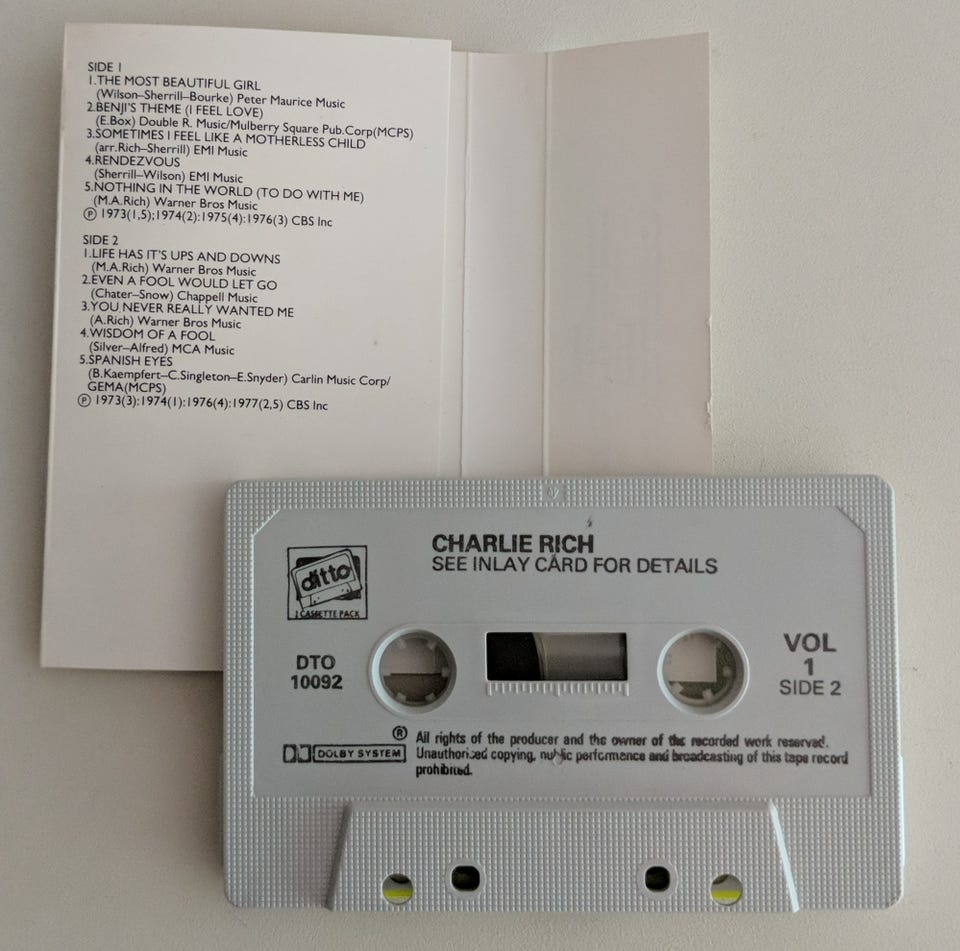 SIDE 1
1.THE MOST BEAUTIFUL GIRL
(Wilson–Sherrill–Bourke) Peter Maurice Music
2.BENJI'S THEME (I FEEL LOVE)
(E.Box) Double R. Music/Mulberry Square Pub.Corp(MCPS)
3.SOMETIMES I FEEL LIKE A MOTHERLESS CHILD
(arr.Rich–Sherrill) EMI Music
4.RENDEZVOUS
(Sherrill–Wilson) EMI Music
5.NOTHING IN THE WORLD (TO DO WITH ME)
(M.A.Rich) Warner Bros Music
℗ 1973(1,5);1974(2):1975(4):1976(3) CBS Inc
SIDE 2
1.LIFE HAS IT'S UPS AND DOWNS
(M.A.Rich) Warner Bros Music
2.EVEN A FOOL WOULD LET GO
(Chater–Snow) Chappell Music
3.YOU NEVER REALLY WANTED ME
(A.Rich) Warner Bros Music
4.WISDOM OF A FOOL
(Silver–Alfred) MCA Music
5.SPANISH EYES
(B.Kaempfert–C.Singleton–E.Snyder) Carlin Music Corp/
GEMA(MCPS)
℗ 1973(3):1974(1):1976(4):1977(2,5) CBS Inc
CHARLIE RICH
SEE INLAY CARD FOR DETAILS
ditto
CASSETTE PACK
DTO
10092
VOL
1
SIDE 2
®
DOLBY SYSTEM
All rights of the producer and the owner of the recorded work reserved.
Unauthorized copying, public performance and broadcasting of this tape record
prohibited.